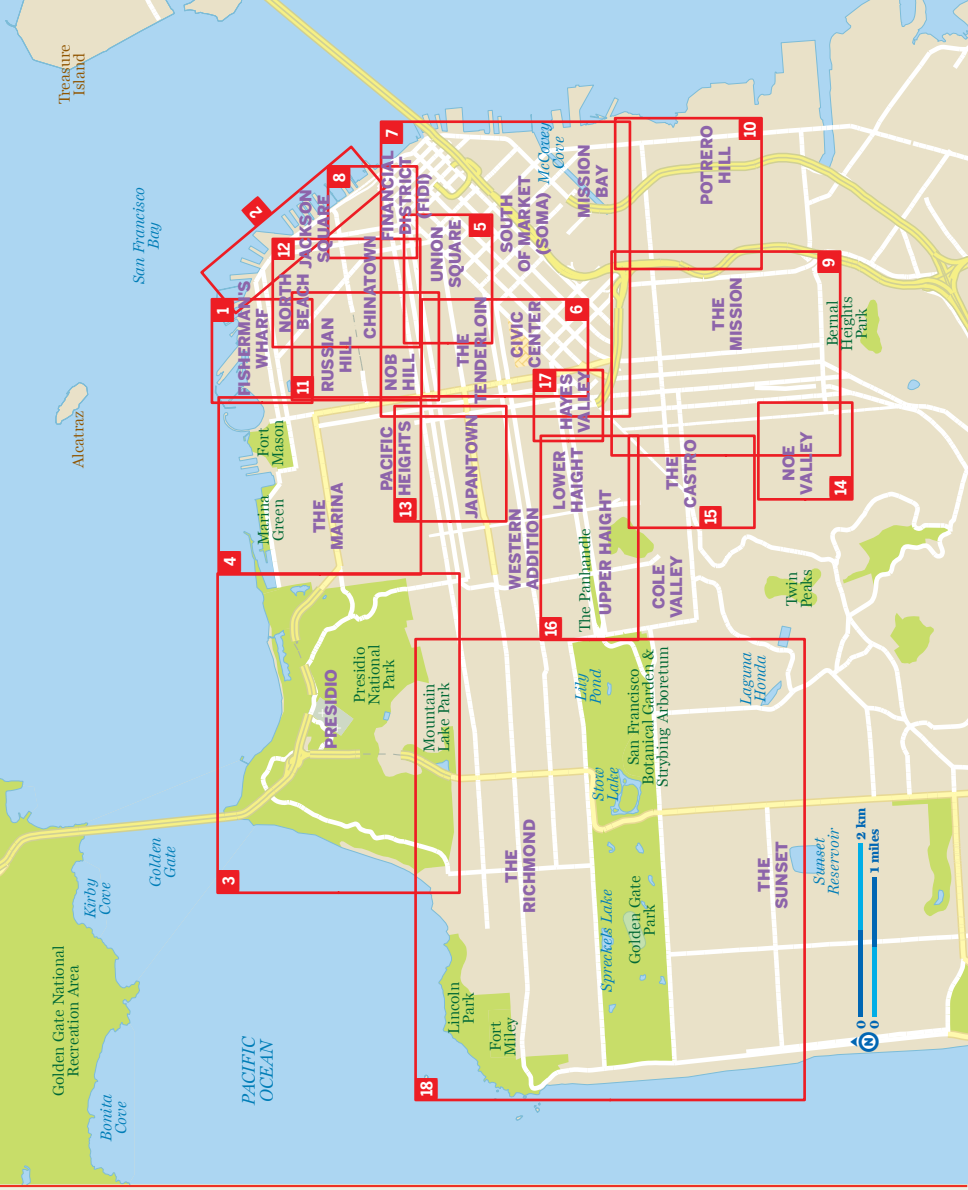 Treasure
Island
San Francisco
Bay
Alcatraz
Golden Gate National
Recreation Area
Kirby
Cove
Bonita
Cove
Golden
Gate
PACIFIC
OCEAN
1
2
3
4
5
6
7
8
9
10
11
12
13
14
15
16
17
18
FISHERMAN'S
WHARF
NORTH
BEACH
JACKSON
SQUARE
FINANCIAL
DISTRICT
(FIDI)
CHINATOWN
RUSSIAN
HILL
NOB
HILL
UNION
SQUARE
THE
TENDERLOIN
CIVIC
CENTER
SOUTH
OF MARKET
(SOMA)
McCovey
Cove
MISSION
BAY
POTRERO
HILL
THE
MISSION
Bernal
Heights
Park
HAYES
VALLEY
Fort
Mason
Marina
Green
THE
MARINA
PACIFIC
HEIGHTS
JAPANTOWN
WESTERN
ADDITION
LOWER
HAIGHT
The Panhandle
UPPER HAIGHT
THE
CASTRO
NOE
VALLEY
COLE
VALLEY
Twin
Peaks
PRESIDIO
Presidio
National
Park
Mountain
Lake Park
Lily
Pond
San Francisco
Botanical Garden &
Strybing Arboretum
Laguna
Honda
Stow
Lake
THE
RICHMOND
Spreckels Lake
Golden Gate
Park
THE
SUNSET
Sunset
Reservoir
Lincoln
Park
Fort
Miley
N
0
2 km
0
1 miles